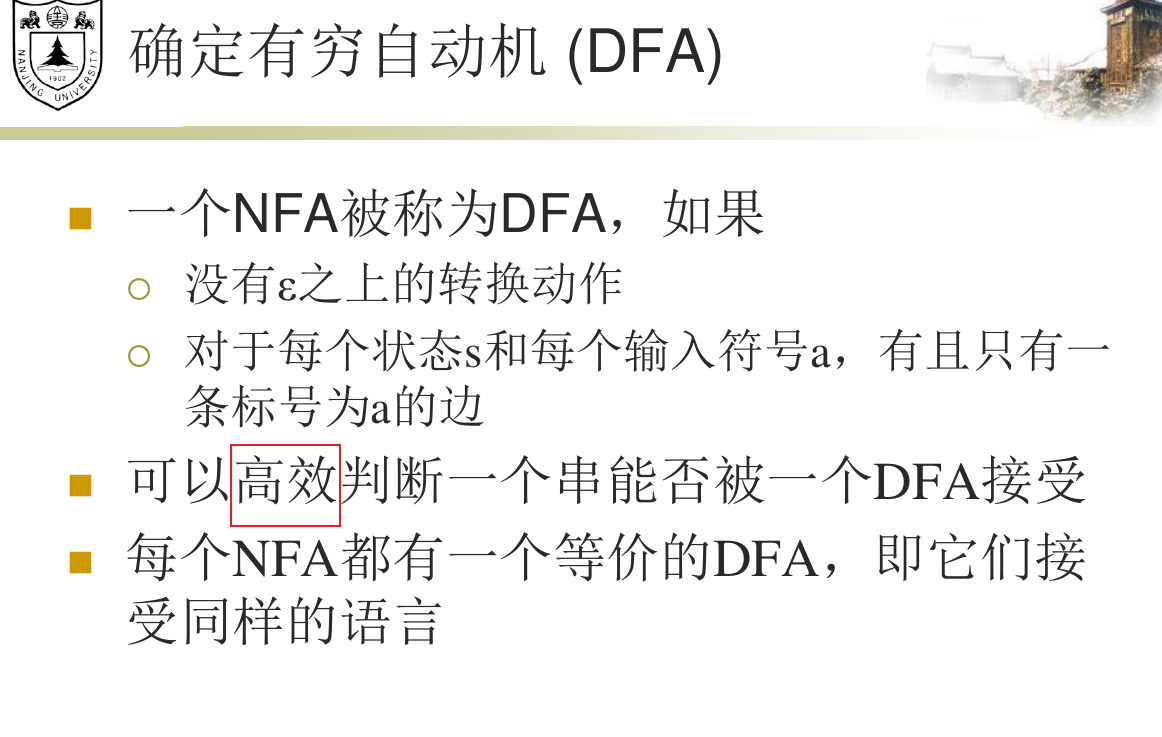 确定有穷自动机 (DFA)
NANJING UNIVERSITY
1902
一个NFA被称为DFA，如果
没有ε之上的转换动作
对于每个状态s和每个输入符号a，有且只有一
条标号为a的边
可以高效判断一个串能否被一个DFA接受
每个NFA都有一个等价的DFA，即它们接
受同样的语言